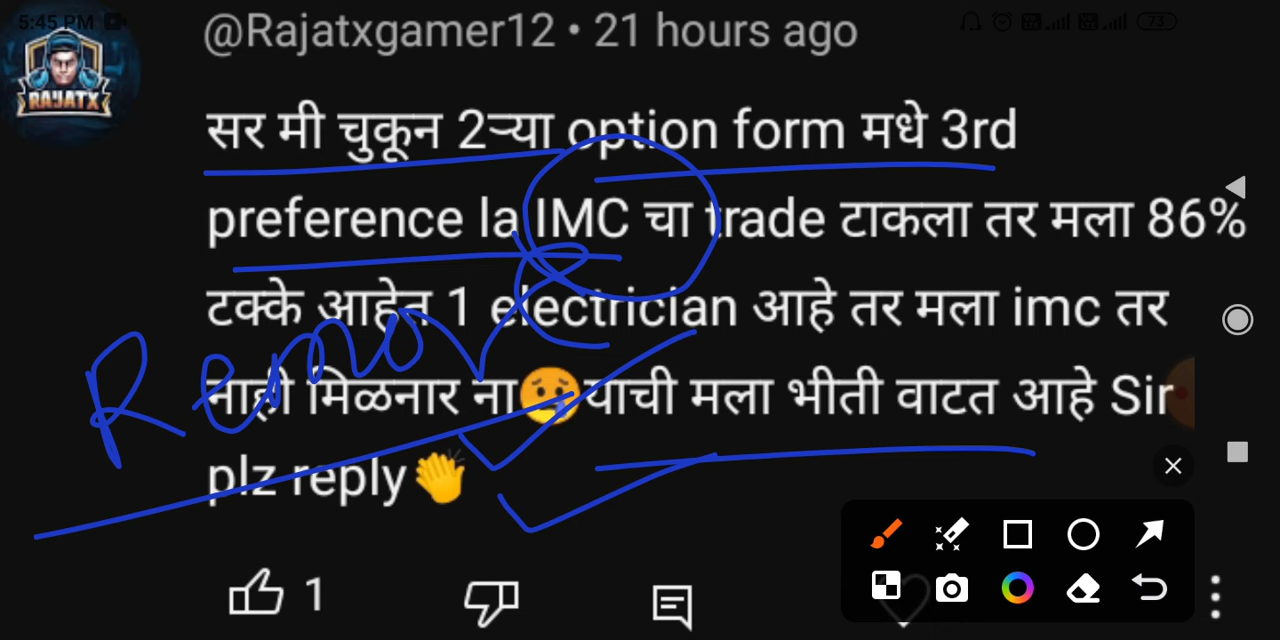 5:45 PM
73
RAJATX
@Rajatxgamer12 • 21 hours ago
सर मी चुकून 2ऱ्या option form मधे 3rd
preference la IMC चा trade टाकला तर मला 86%
टक्के आहेत 1 electrician आहे तर मला imc तर
नाही मिळनार ना😰याची मला भीती वाटत आहे Sir
plz reply👏
Remove
1